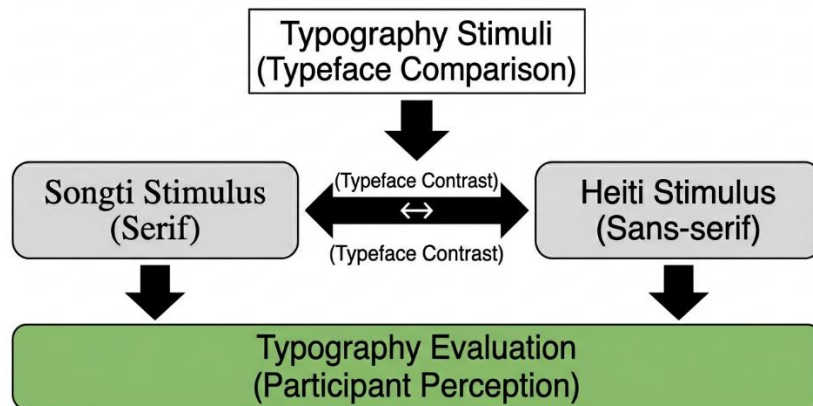 Typography Stimuli
(Typeface Comparison)
(Typeface Contrast)
Songti Stimulus
(Serif)
↔
Heiti Stimulus
(Sans-serif)
(Typeface Contrast)
Typography Evaluation
(Participant Perception)